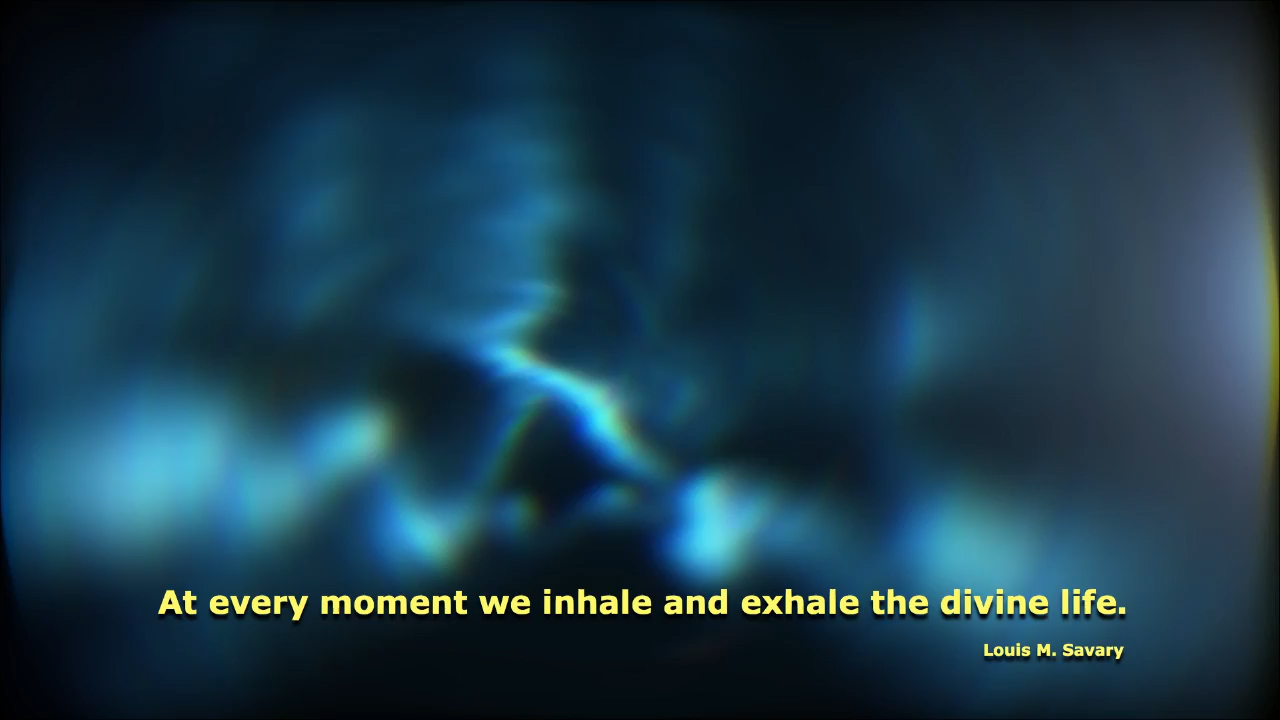 At every moment we inhale and exhale the divine life.
Louis M. Savary